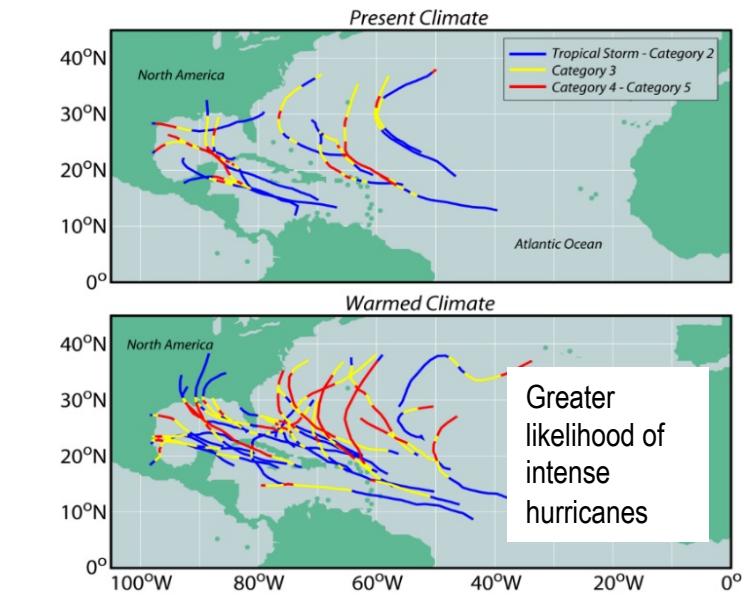 Present Climate
40°N
30°N
20°N
10°N
0°
North America
Tropical Storm - Category 2
Category 3
Category 4 - Category 5
Atlantic Ocean
Warmed Climate
40°N
30°N
20°N
10°N
0°
North America
Greater
likelihood of
intense
hurricanes
100°W 80°W 60°W 40°W 20°W 0°